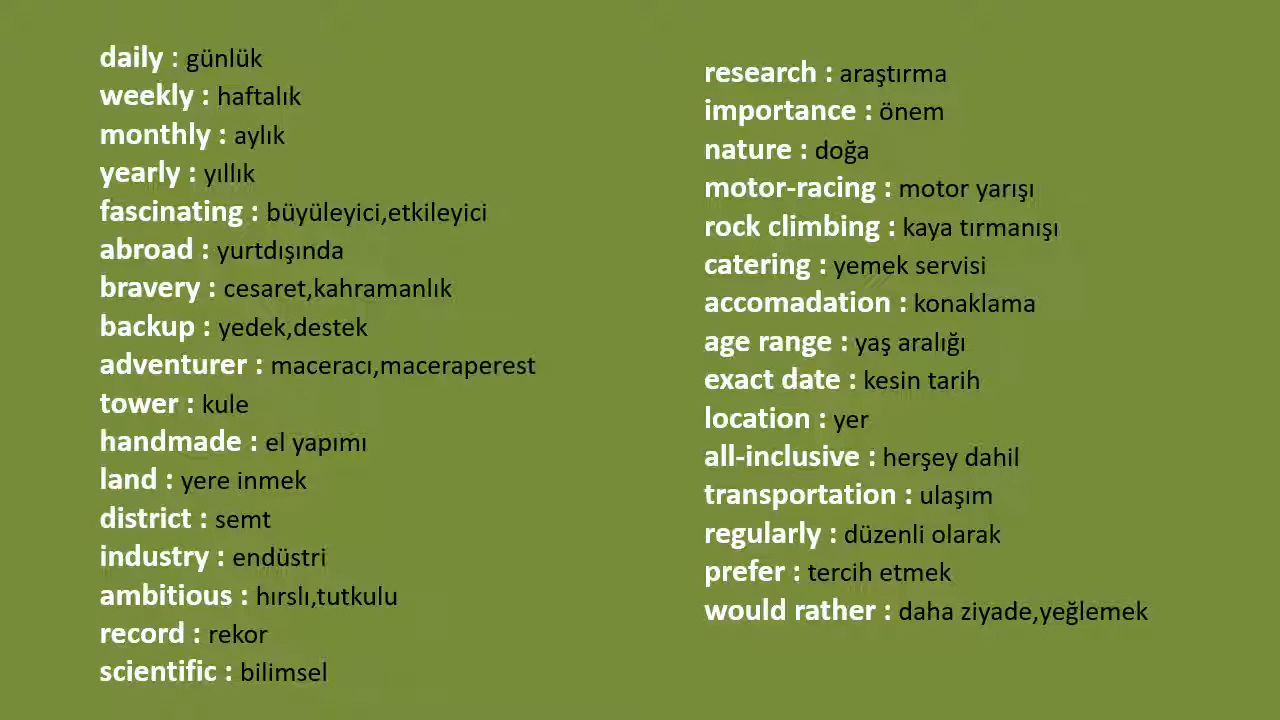 daily : günlük
weekly : haftalık
monthly : aylık
yearly : yıllık
fascinating : büyüleyici,etkileyici
abroad : yurtdışında
bravery : cesaret,kahramanlık
backup : yedek,destek
adventurer : maceracı,maceraperest
tower : kule
handmade : el yapımı
land : yere inmek
district : semt
industry : endüstri
ambitious : hırslı,tutkulu
record : rekor
scientific : bilimsel
research : araştırma
importance : önem
nature : doğa
motor-racing : motor yarışı
rock climbing : kaya tırmanışı
catering : yemek servisi
accomadation : konaklama
age range : yaş aralığı
exact date : kesin tarih
location : yer
all-inclusive : herşey dahil
transportation : ulaşım
regularly : düzenli olarak
prefer : tercih etmek
would rather : daha ziyade,yeğlemek